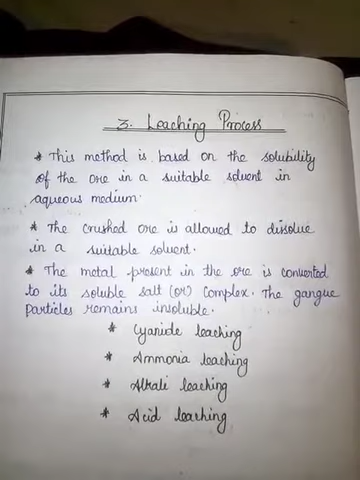 3. Leaching Process
* This method is based on the solubility
of the ore in a suitable solvent in
aqueous medium.
* The crushed ore is allowed to dissolve
in a suitable solvent.
* The metal present in the ore is converted
to its soluble salt (or) complex. The gangue
particles remains insoluble.
* Cyanide leaching
* Ammonia leaching
* Alkali leaching
* Acid leaching